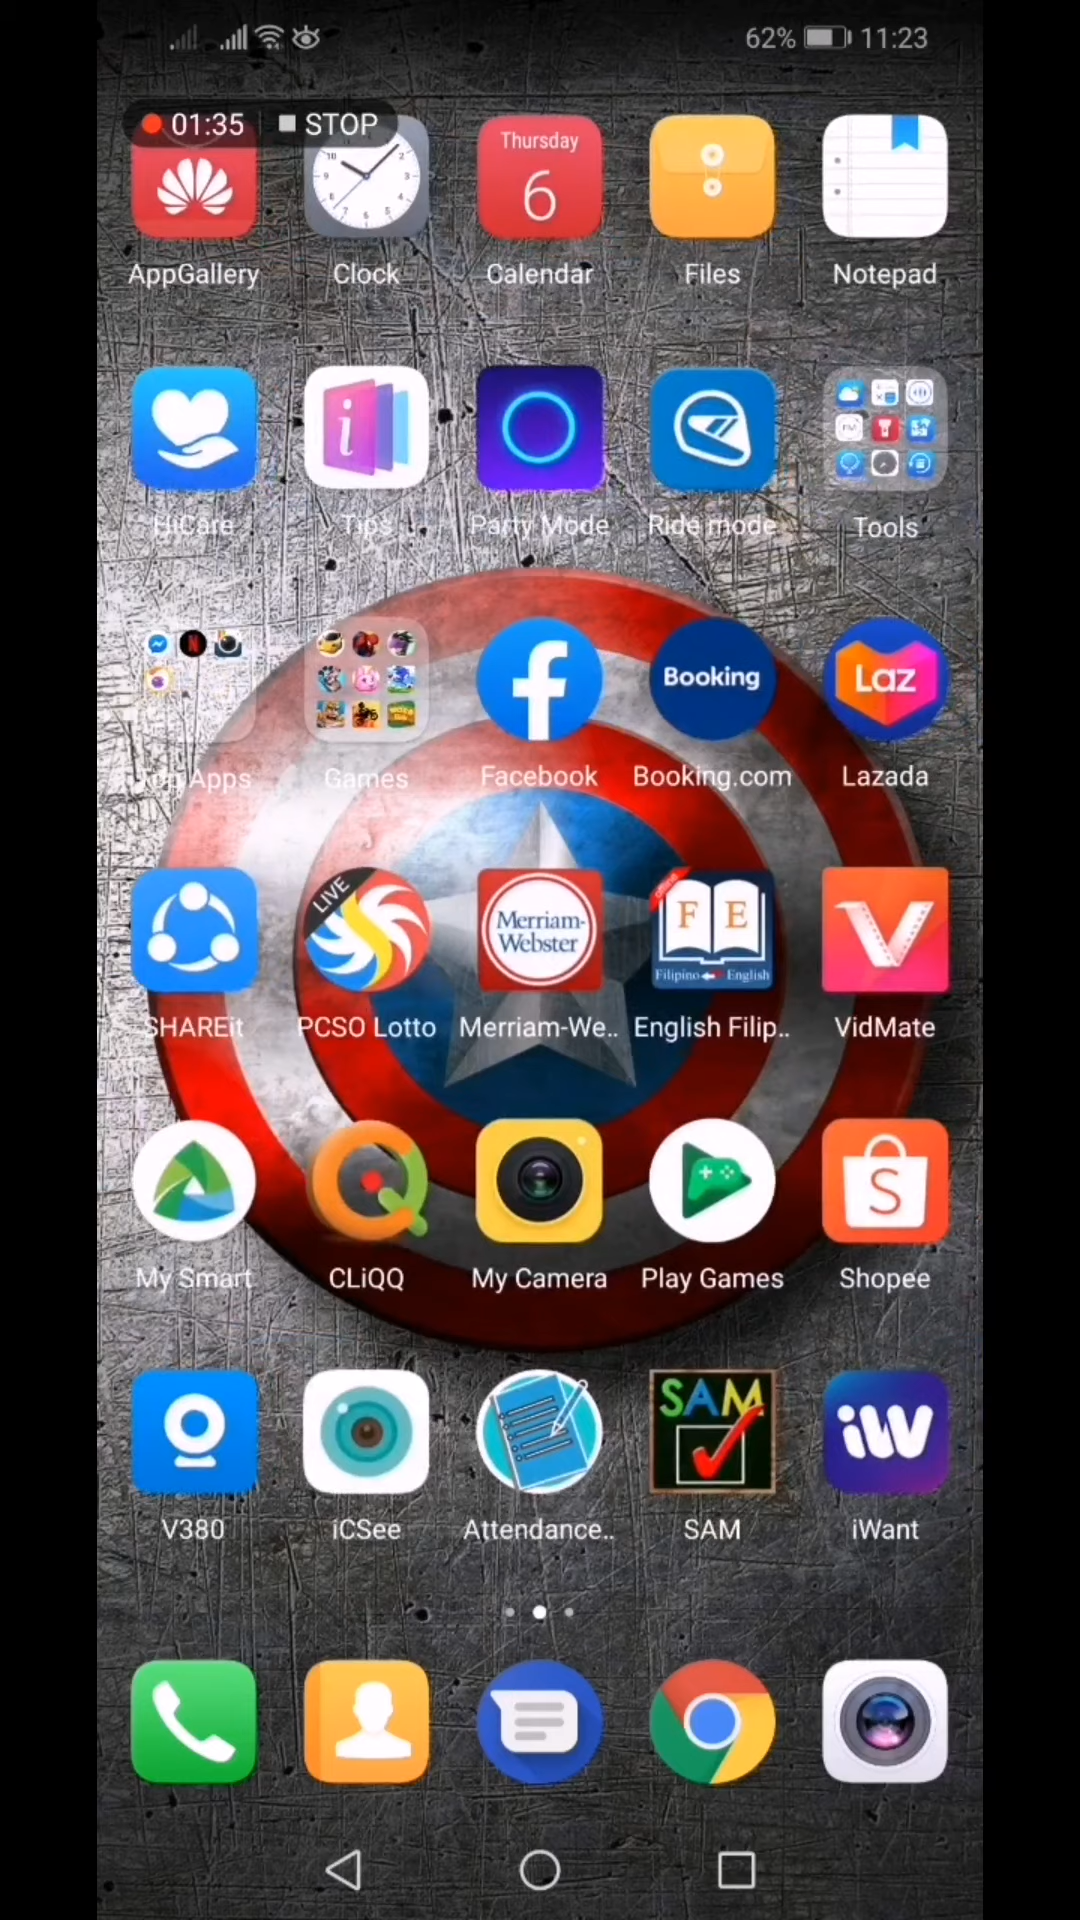 62% 11:23
01:35 STOP
Thursday
6
AppGallery Clock Calendar Files Notepad
HiCare Tips Party Mode Ride mode Tools
Booking
Laz
Top Apps Games Facebook Booking.com Lazada
LIVE
Merriam-
Webster
F E
Filipino English
SHAREit PCSO Lotto Merriam-We.. English Filip.. VidMate
S
My Smart CLiQQ My Camera Play Games Shopee
SAM
iW
V380 iCSee Attendance.. SAM iWant